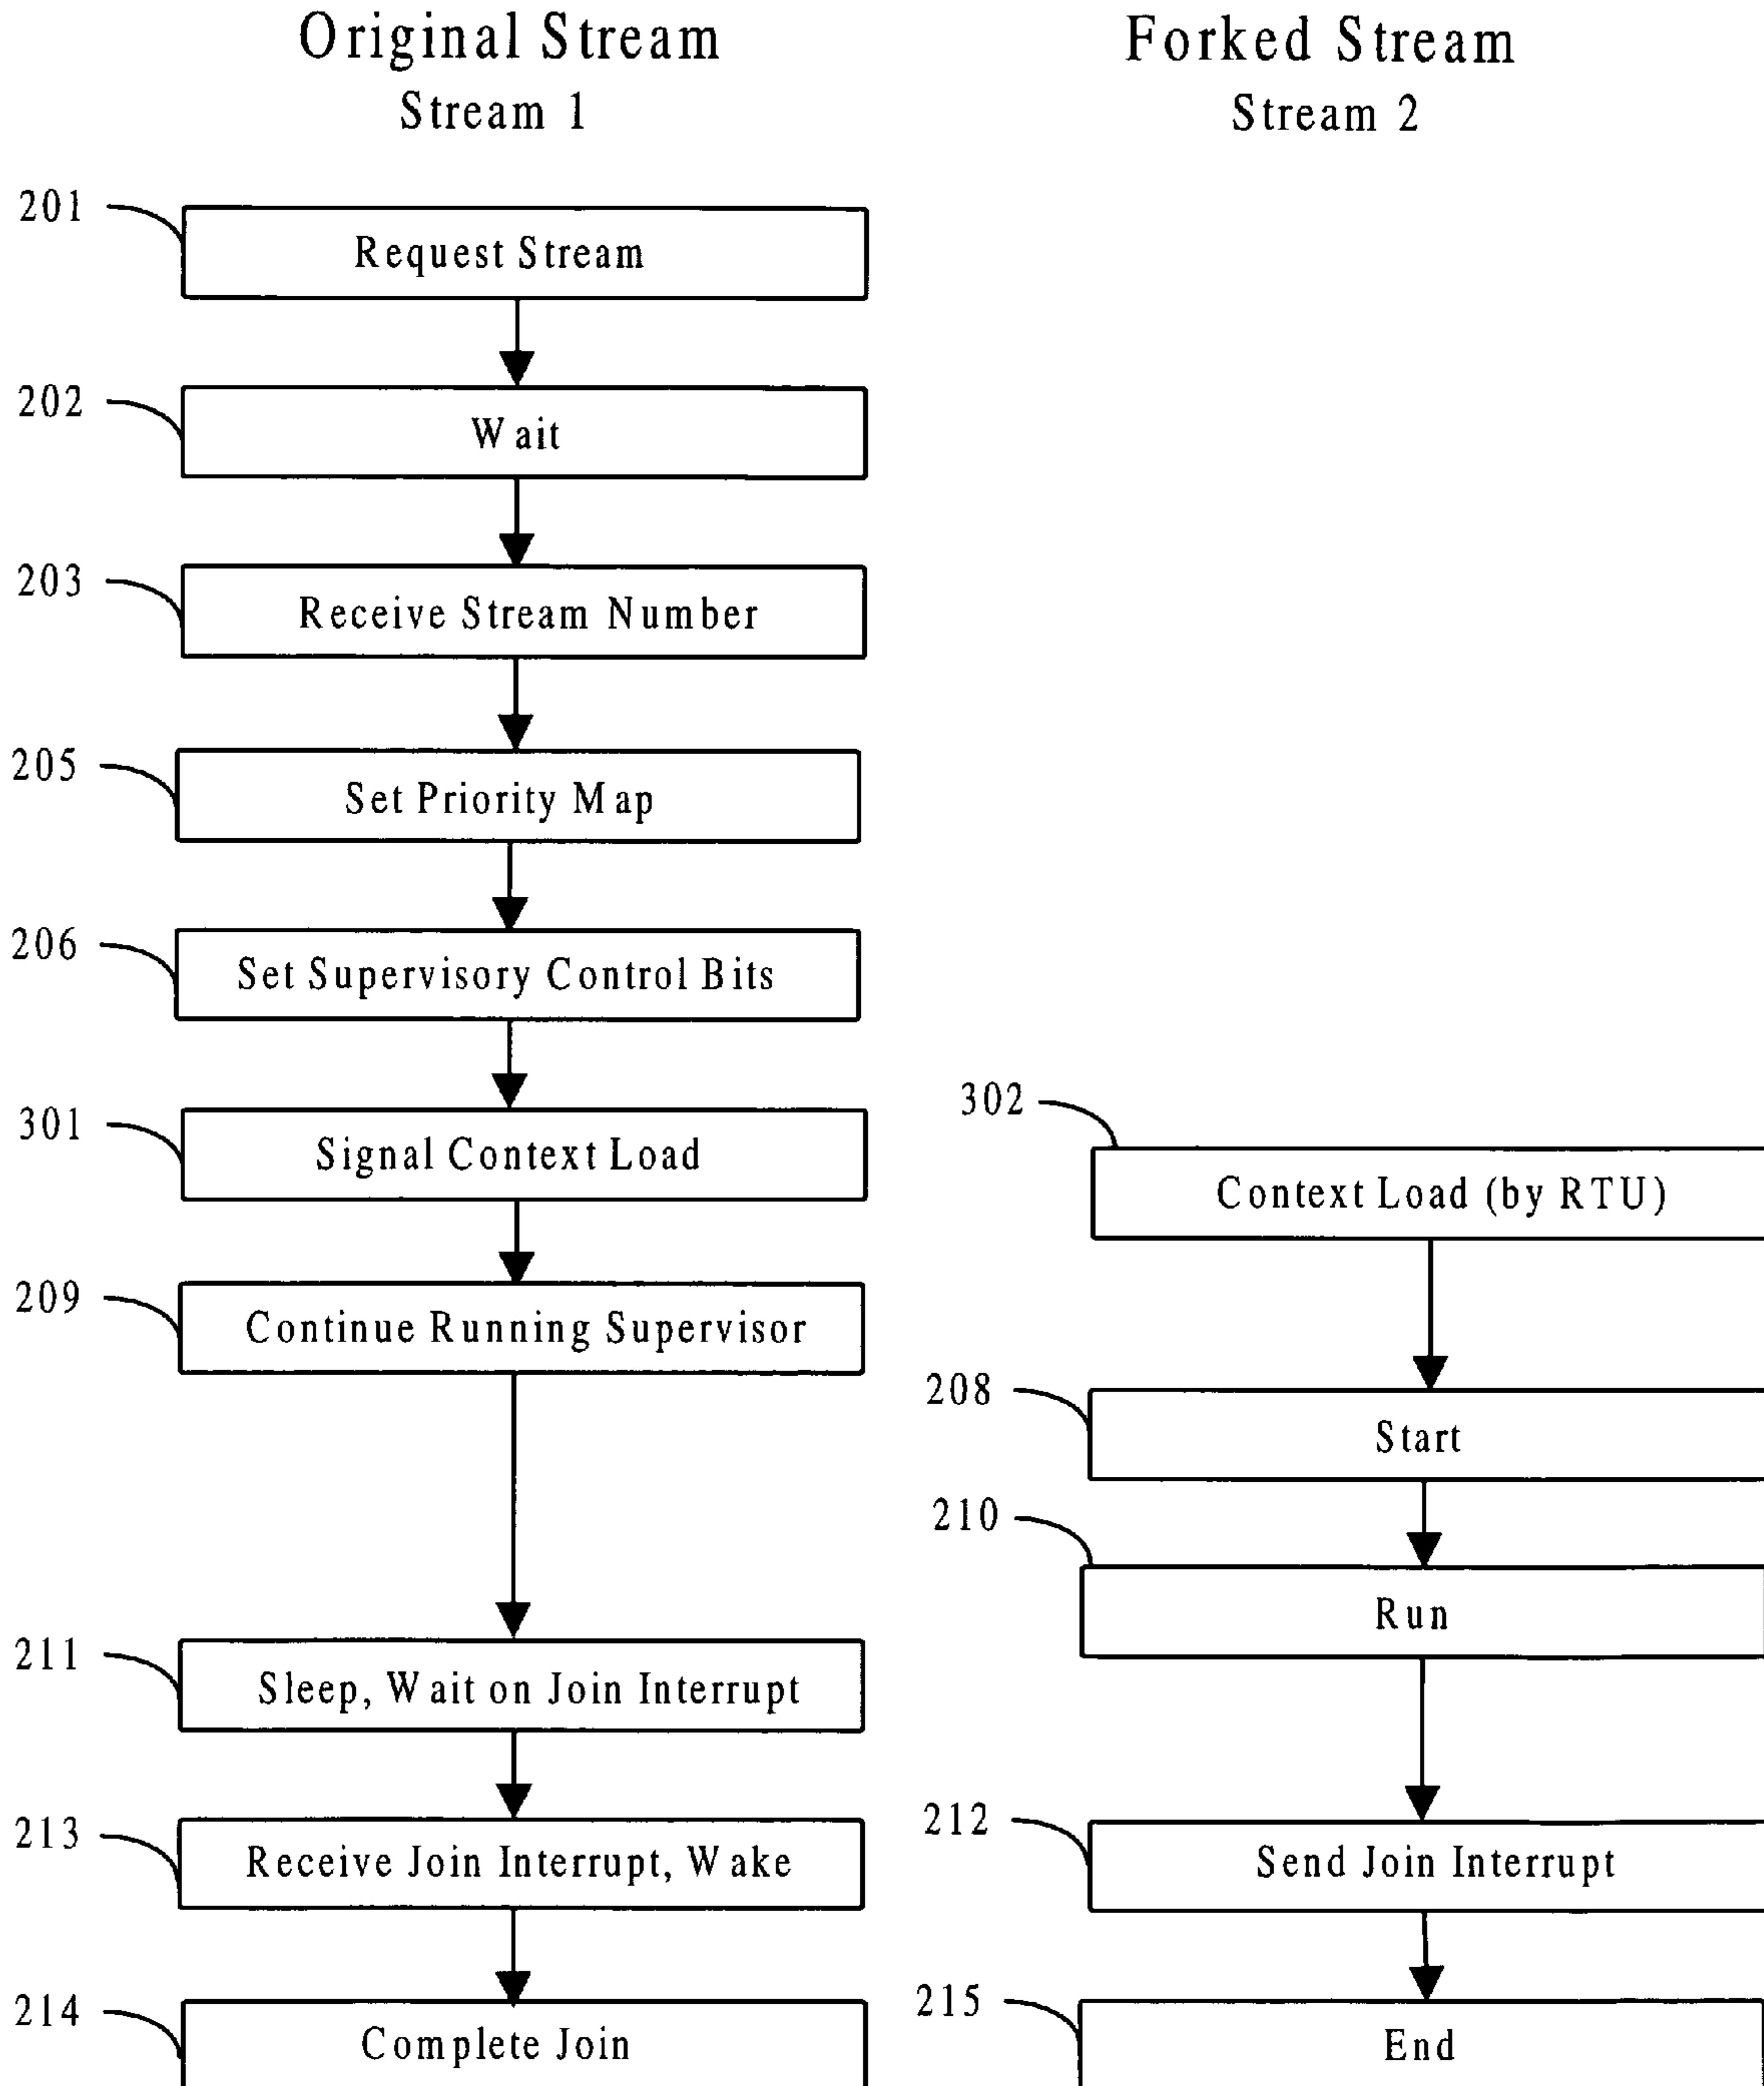 Original Stream
Stream 1
201
Request Stream
202
Wait
203
Receive Stream Number
205
Set Priority Map
206
Set Supervisory Control Bits
301
Signal Context Load
209
Continue Running Supervisor
211
Sleep, Wait on Join Interrupt
213
Receive Join Interrupt, Wake
214
Complete Join
Forked Stream
Stream 2
302
Context Load (by RTU)
208
Start
210
Run
212
Send Join Interrupt
215
End